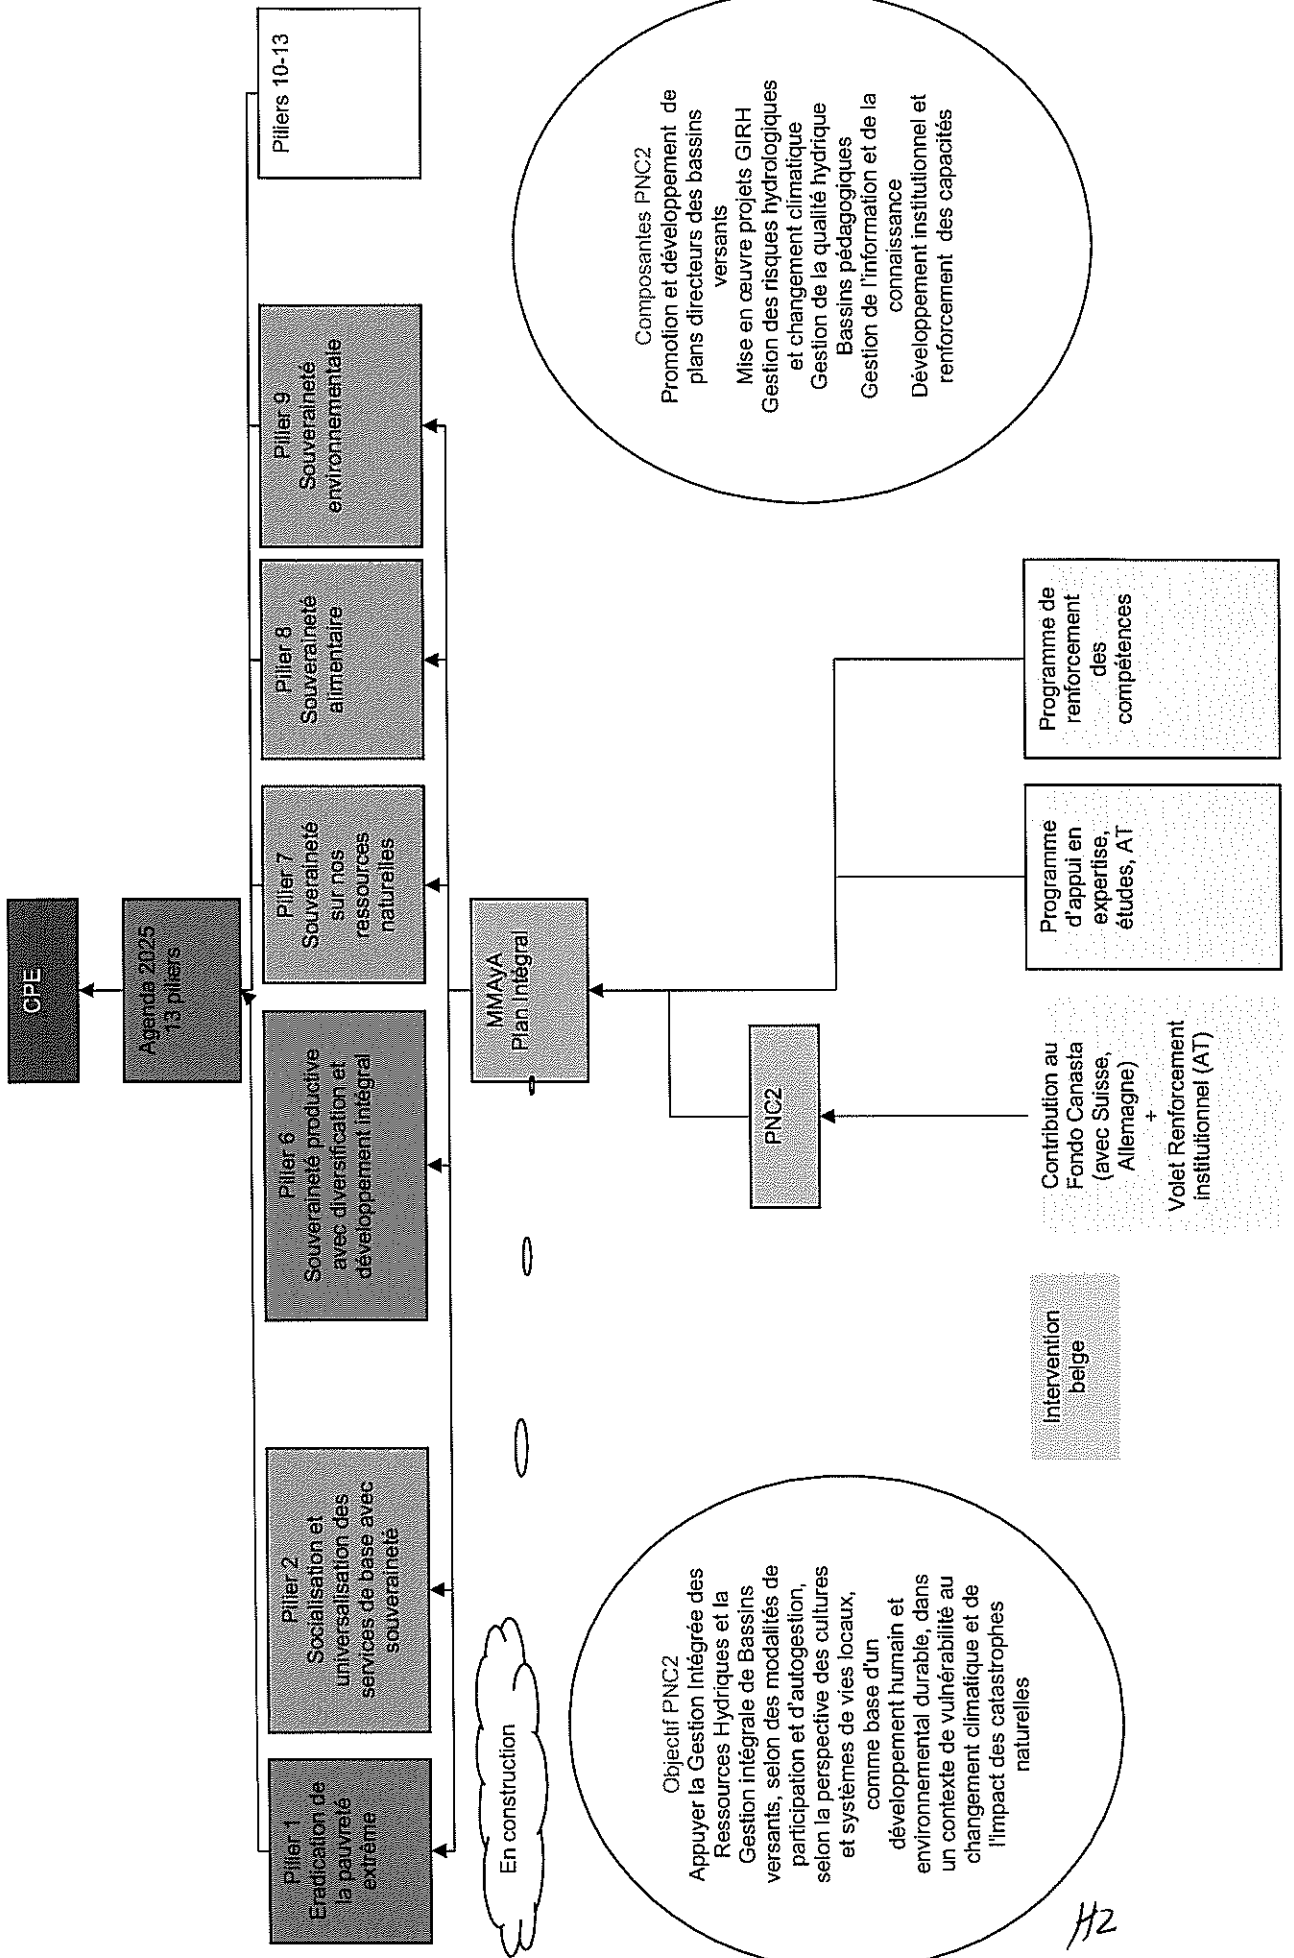 CPE
Agenda 2025
13 piliers
Pilier 1
Eradication de
la pauvreté
extrême
Pilier 2
Socialisation et
universalisation des
services de base avec
souveraineté
Pilier 6
Souveraineté productive
avec diversification et
développement intégral
Pilier 7
Souveraineté
sur nos
ressources
naturelles
Pilier 8
Souveraineté
alimentaire
Pilier 9
Souveraineté
environnementale
Piliers 10-13
En construction
MMAyA
Plan Intégral
PNC2
Objectif PNC2
Appuyer la Gestion Intégrée des
Ressources Hydriques et la
Gestion intégrale de Bassins
versants, selon des modalités de
participation et d'autogestion,
selon la perspective des cultures
et systèmes de vies locaux,
comme base d'un
développement humain et
environnemental durable, dans
un contexte de vulnérabilité au
changement climatique et de
l'impact des catastrophes
naturelles
Composantes PNC2
Promotion et développement de
plans directeurs des bassins
versants
Mise en œuvre projets GIRH
Gestion des risques hydrologiques
et changement climatique
Gestion de la qualité hydrique
Bassins pédagogiques
Gestion de l'information et de la
connaissance
Développement institutionnel et
renforcement des capacités
Intervention
belge
Contribution au
Fondo Canasta
(avec Suisse,
Allemagne)
+
Volet Renforcement
institutionnel (AT)
Programme
d'appui en
expertise,
études, AT
Programme de
renforcement
des
compétences
H2